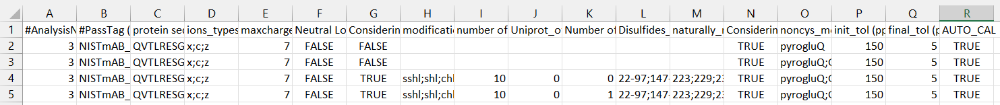 A B C D E F G H I J K L M N O P Q R
1 #AnalysisN #PassTag ( protein sec ions_types maxcharge Neutral Lo Considerin modificatio number of Uniprot_o Number of Disulfides_ naturally_r Considerin noncys_mo init_tol (pp final_tol (p AUTO_CAL
2 3 NISTmAB_ QVTLRESG x;c;z 7 FALSE FALSE TRUE pyrogluQ 150 5 TRUE
3 3 NISTmAB_ QVTLRESG x;c;z 7 FALSE FALSE TRUE pyrogluQ;C 150 5 TRUE
4 3 NISTmAB_ QVTLRESG x;c;z 7 FALSE TRUE sshl;shl;chl 10 0 0 22-97;147- 223;229;23 TRUE pyrogluQ;C 150 5 TRUE
5 3 NISTmAB_ QVTLRESG x;c;z 7 FALSE TRUE sshl;shl;chl 10 0 1 22-97;147- 223;229;23 TRUE pyrogluQ;C 150 5 TRUE